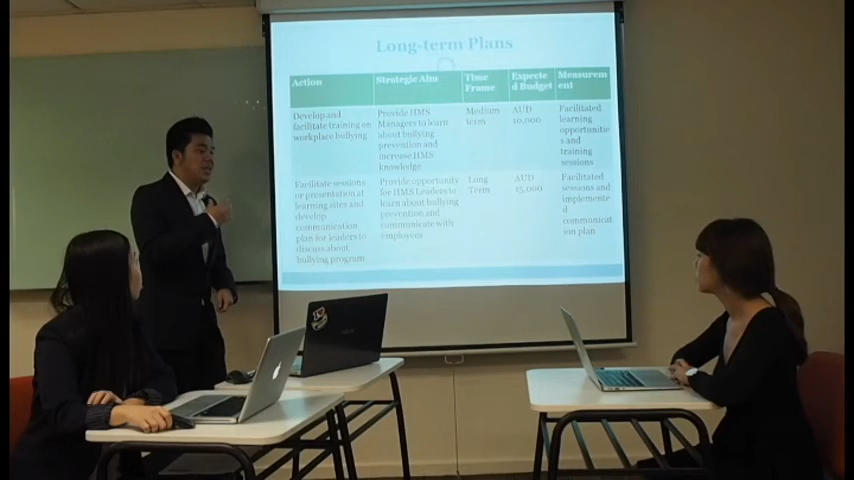 Long-term Plans
Action
Strategic Aim
Time
Frame
Expecte
d Budget
Measurem
ent
Develop and
facilitate training on
workplace bullying
Provide HMS
Managers to learn
about bullying
prevention and
increase HMS
knowledge
Medium
term
AUD
10,000
Facilitated
learning
opportunitie
s and
training
sessions
Facilitate sessions
or presentation at
learning sites and
develop
communication
plan for leaders to
discuss about
bullying program
Provide opportunity
for HMS Leaders to
learn about bullying
prevention and
communicate with
employees
Long
Term
AUD
15,000
Facilitated
sessions and
implemente
d
communicat
ion plan